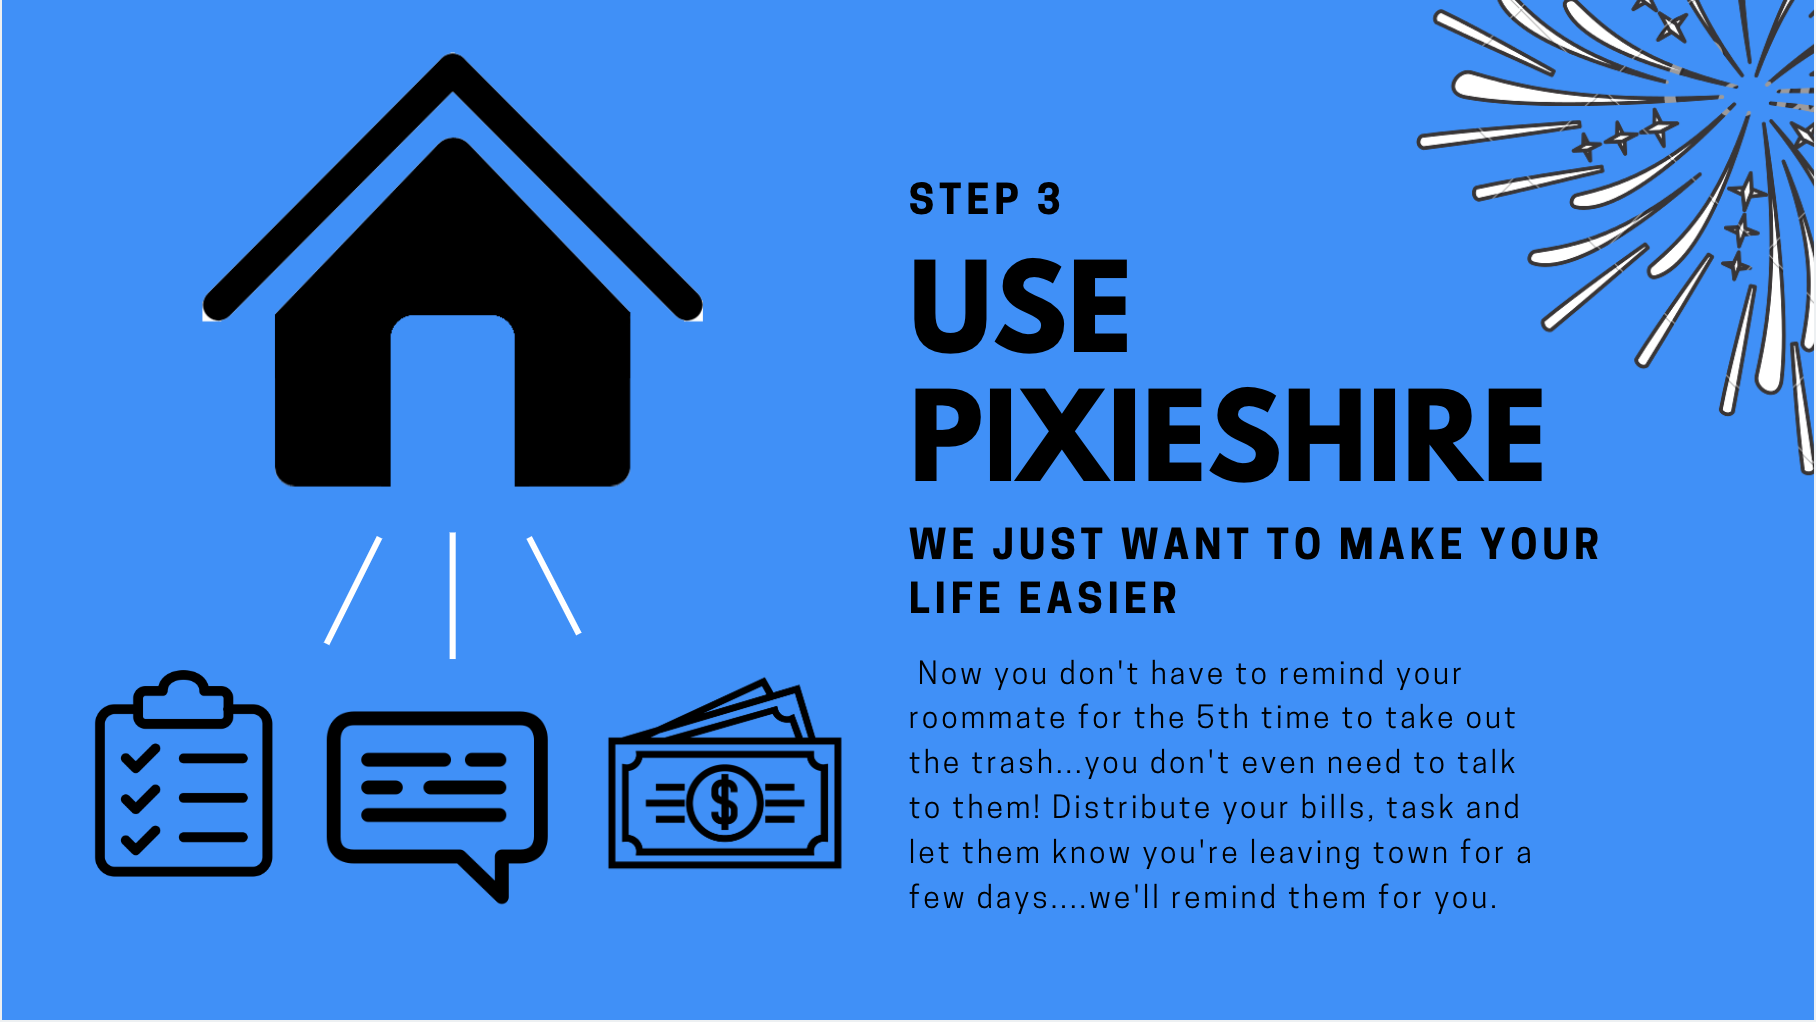 STEP 3
USE
PIXIESHIRE
WE JUST WANT TO MAKE YOUR
LIFE EASIER
Now you don't have to remind your
roommate for the 5th time to take out
the trash...you don't even need to talk
to them! Distribute your bills, task and
let them know you're leaving town for a
few days....we'll remind them for you.
$